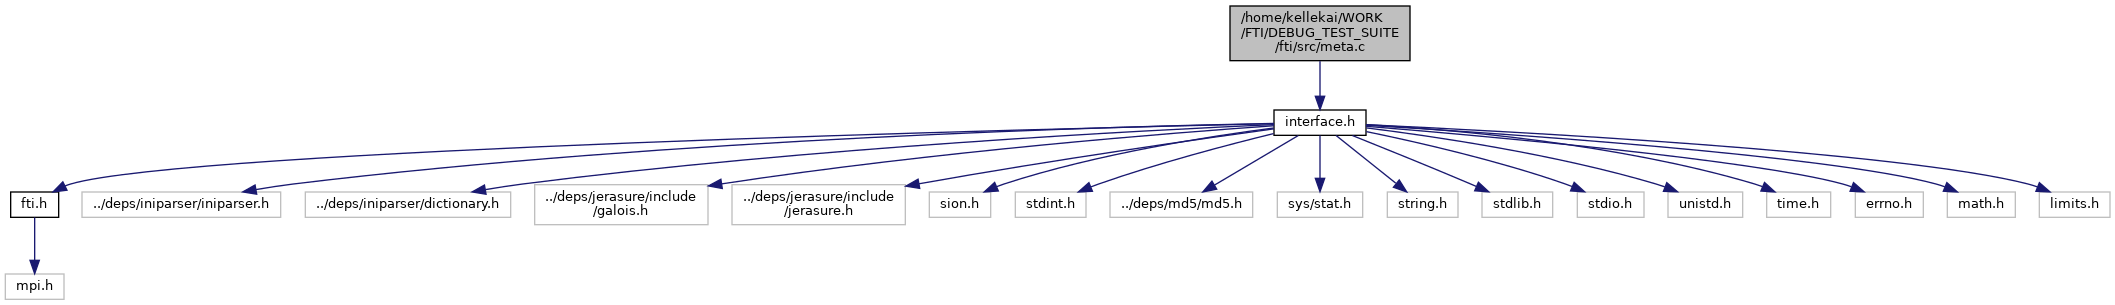 /home/kellekai/WORK
/FTI/DEBUG_TEST_SUITE
/fti/src/meta.c
interface.h
fti.h
../deps/iniparser/iniparser.h
../deps/iniparser/dictionary.h
../deps/jerasure/include
/galois.h
../deps/jerasure/include
/jerasure.h
sion.h
stdint.h
../deps/md5/md5.h
sys/stat.h
string.h
stdlib.h
stdio.h
unistd.h
time.h
errno.h
math.h
limits.h
mpi.h